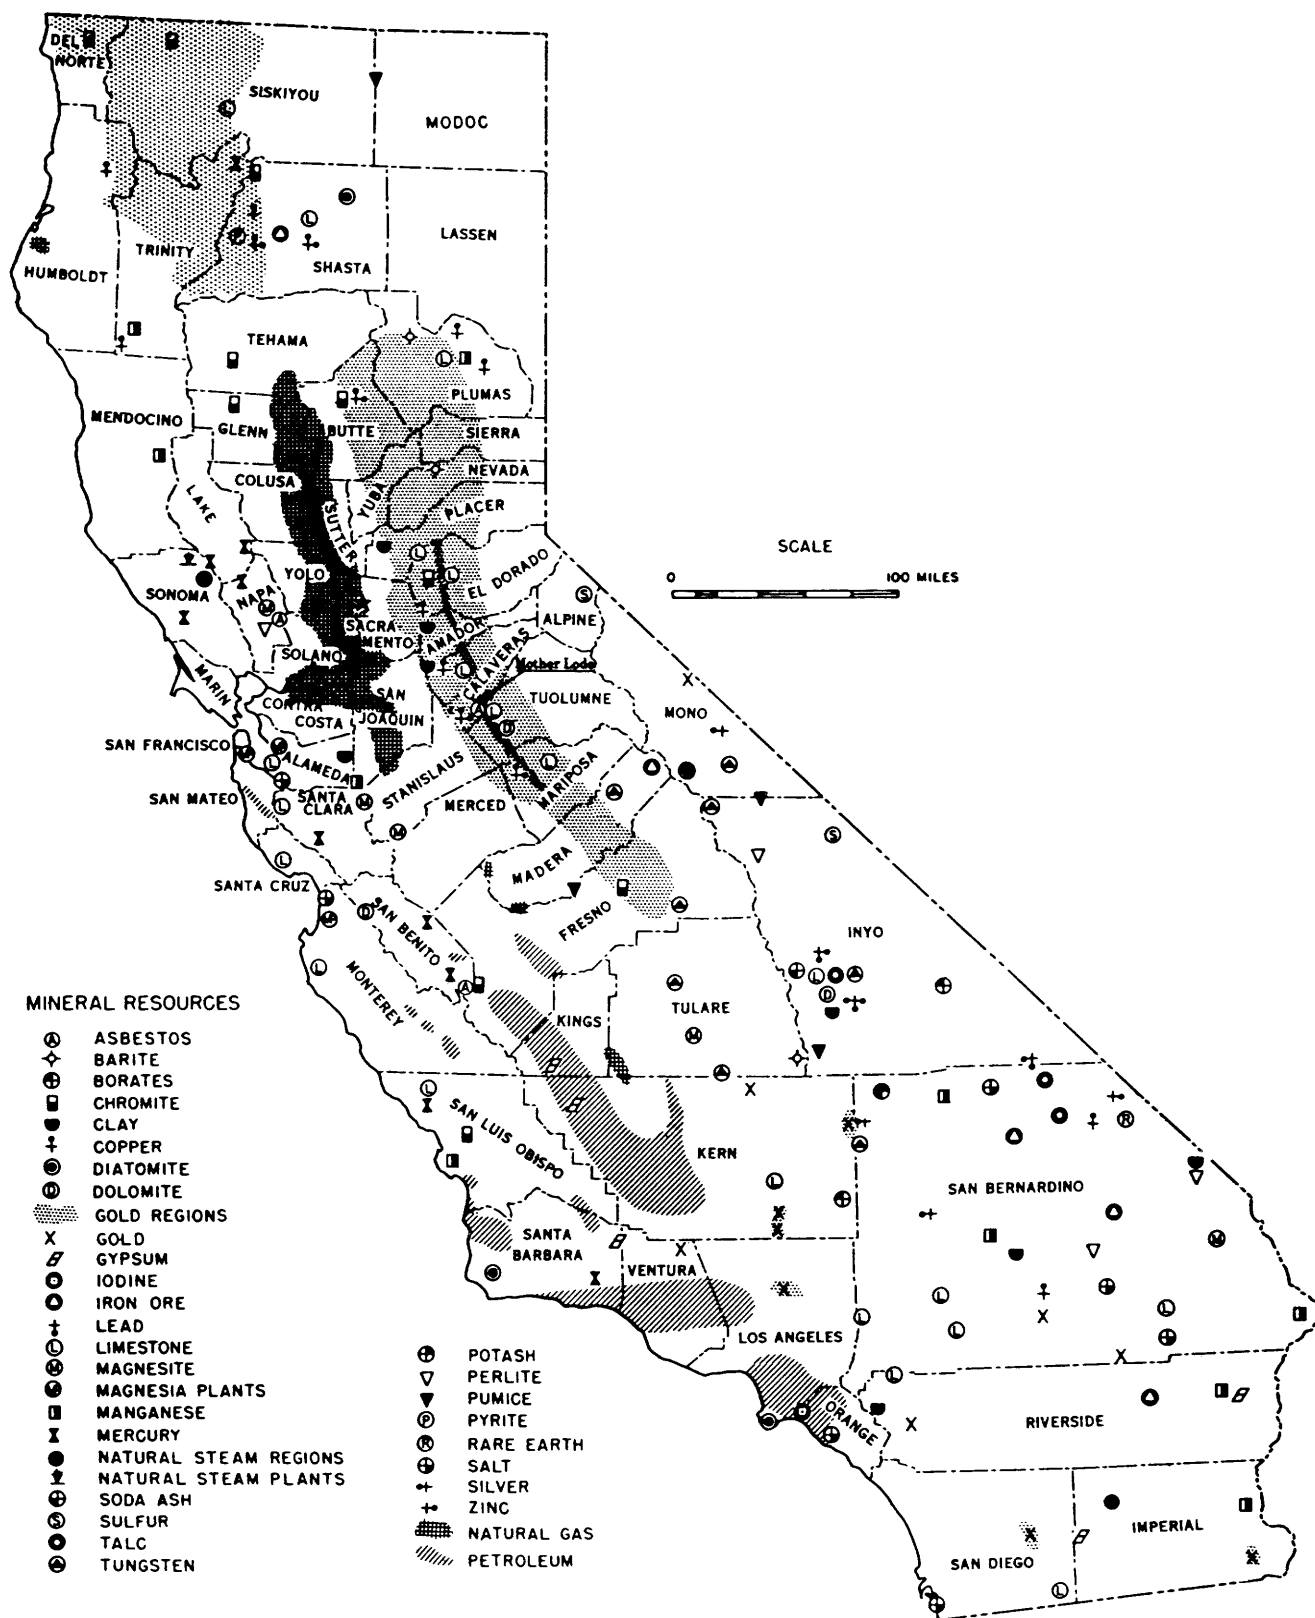 DEL
NORTE
SISKIYOU
MODOC
TRINITY
HUMBOLDT
SHASTA
LASSEN
TEHAMA
PLUMAS
MENDOCINO
GLENN
BUTTE
SIERRA
COLUSA
NEVADA
LAKE
SUTTER
YUBA
PLACER
SCALE
0 100 MILES
SONOMA
NAPA
YOLO
EL DORADO
SACRA
MENTO
AMADOR
ALPINE
SOLANO
CALAVERAS
Mother Lode
MARIN
CONTRA
COSTA
SAN
JOAQUIN
TUOLUMNE
MONO
SAN FRANCISCO
ALAMEDA
STANISLAUS
MARIPOSA
SAN MATEO
SANTA
CLARA
MERCED
MADERA
SANTA CRUZ
SAN BENITO
FRESNO
INYO
MONTEREY
KINGS
TULARE
SAN LUIS OBISPO
KERN
SAN BERNARDINO
SANTA
BARBARA
VENTURA
LOS ANGELES
ORANGE
RIVERSIDE
SAN DIEGO
IMPERIAL
MINERAL RESOURCES
A ASBESTOS
BARITE
BORATES
CHROMITE
CLAY
COPPER
DIATOMITE
D DOLOMITE
GOLD REGIONS
X GOLD
GYPSUM
IODINE
IRON ORE
LEAD
L LIMESTONE
M MAGNESITE
MAGNESIA PLANTS
MANGANESE
MERCURY
NATURAL STEAM REGIONS
NATURAL STEAM PLANTS
SODA ASH
S SULFUR
TALC
TUNGSTEN
POTASH
PERLITE
PUMICE
P PYRITE
R RARE EARTH
SALT
SILVER
ZINC
NATURAL GAS
PETROLEUM